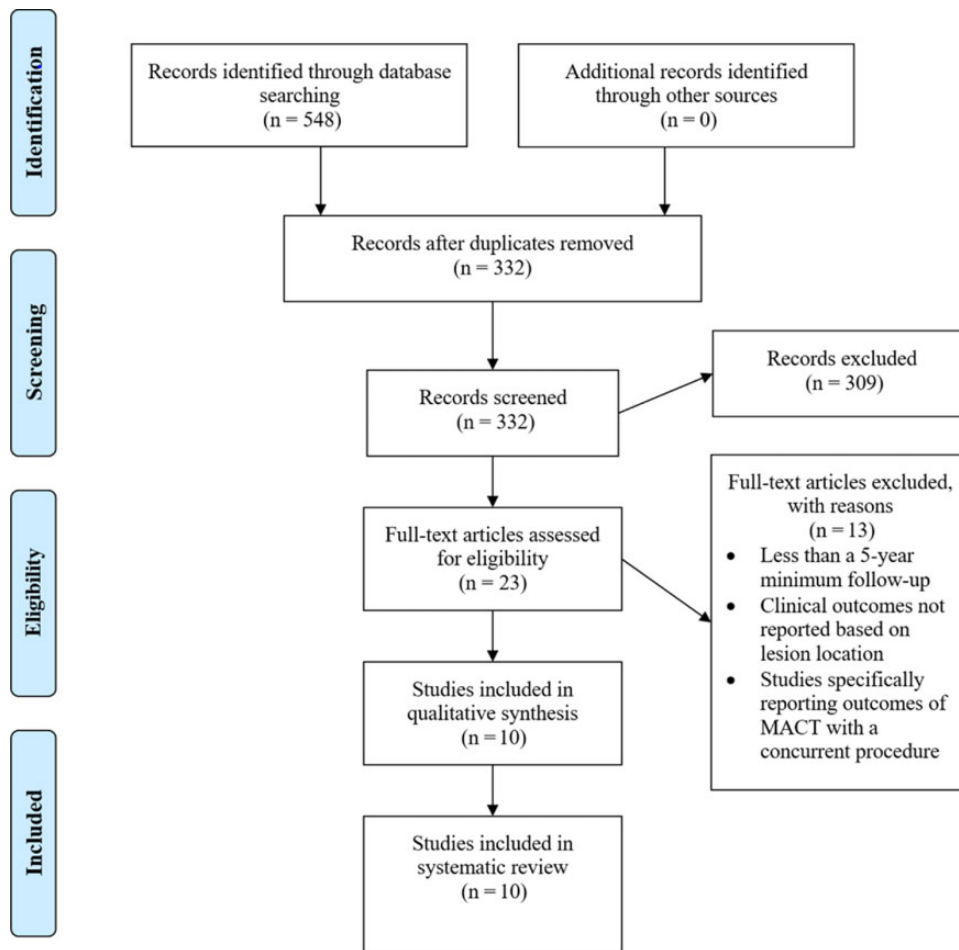 Identification
Records identified through database
searching
(n = 548)
Additional records identified
through other sources
(n = 0)
Records after duplicates removed
(n = 332)
Screening
Records screened
(n = 332)
Records excluded
(n = 309)
Eligibility
Full-text articles assessed
for eligibility
(n = 23)
Full-text articles excluded,
with reasons
(n = 13)
• Less than a 5-year
minimum follow-up
• Clinical outcomes not
reported based on
lesion location
• Studies specifically
reporting outcomes of
MACT with a
concurrent procedure
Studies included in
qualitative synthesis
(n = 10)
Included
Studies included in
systematic review
(n = 10)